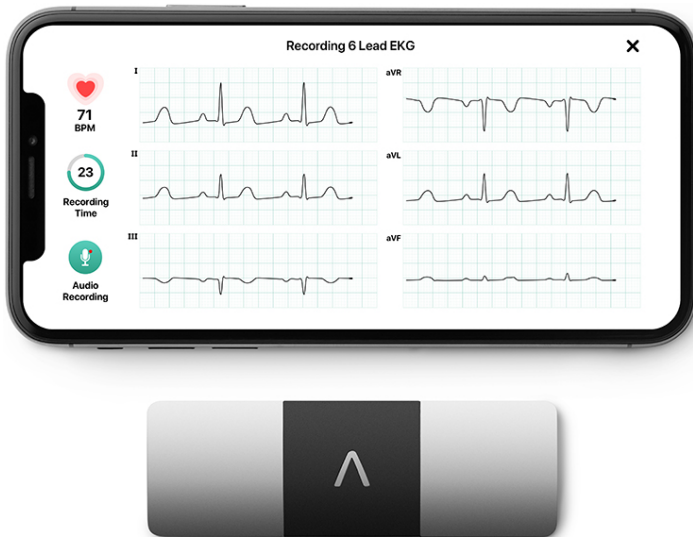 Recording 6 Lead EKG
71
BPM
23
Recording
Time
Audio
Recording
I
II
III
aVR
aVL
aVF